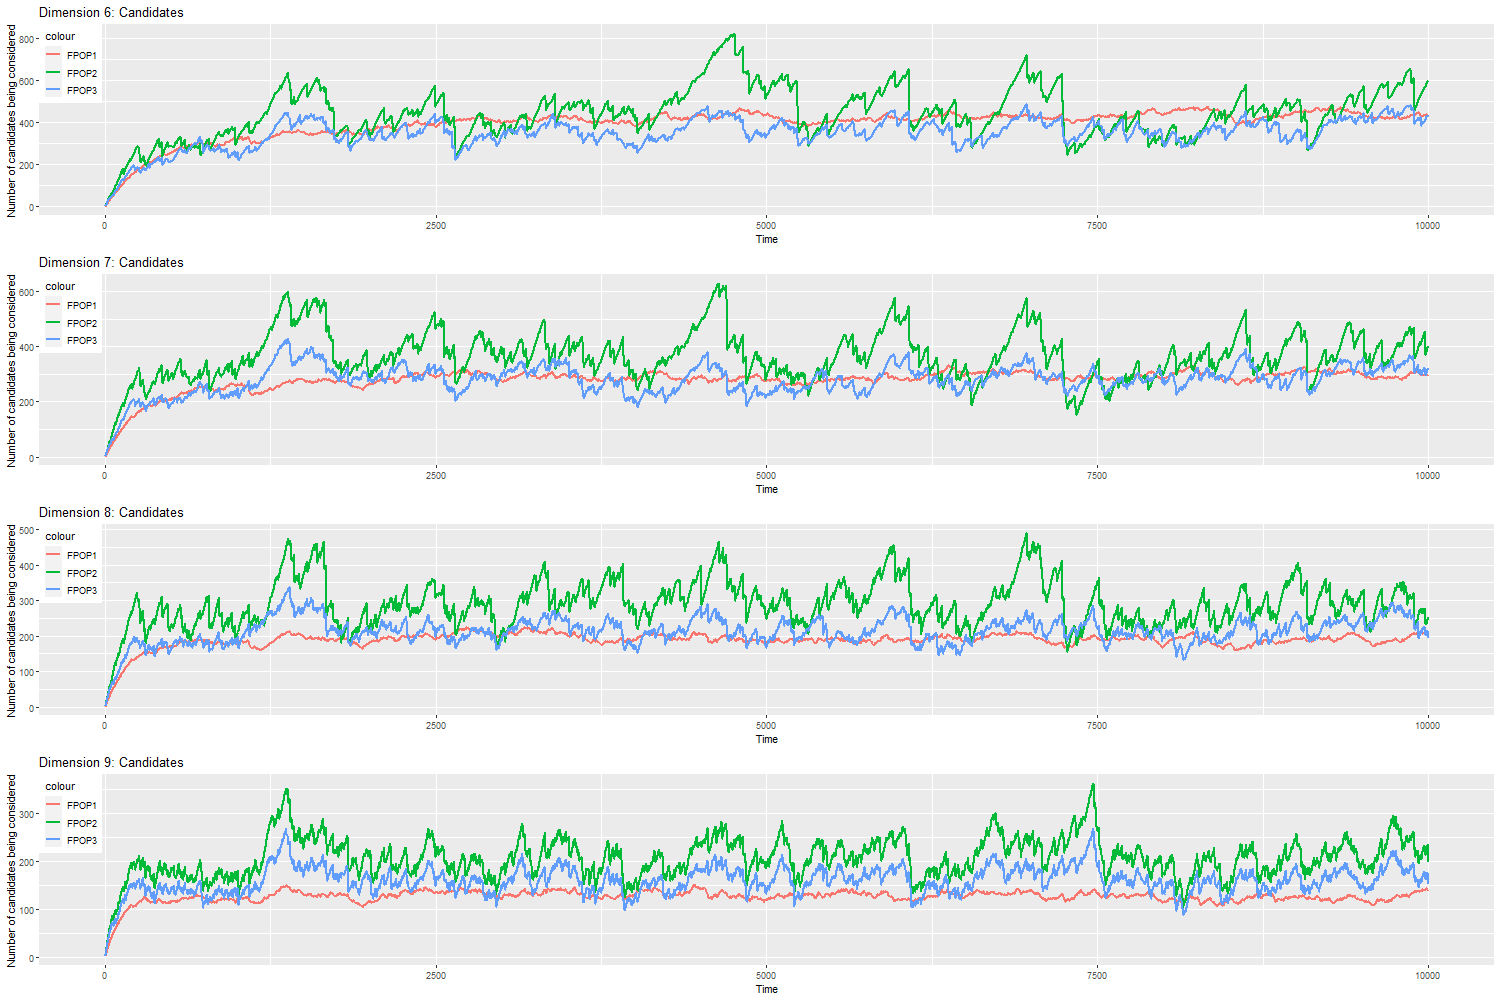 Dimension 6: Candidates
Number of candidates being considered
800
600
400
200
0
colour
FPOP1
FPOP2
FPOP3
0 2500 5000 7500 10000
Time
Dimension 7: Candidates
Number of candidates being considered
600
400
200
0
colour
FPOP1
FPOP2
FPOP3
0 2500 5000 7500 10000
Time
Dimension 8: Candidates
Number of candidates being considered
500
400
300
200
100
0
colour
FPOP1
FPOP2
FPOP3
0 2500 5000 7500 10000
Time
Dimension 9: Candidates
Number of candidates being considered
300
200
100
0
colour
FPOP1
FPOP2
FPOP3
0 2500 5000 7500 10000
Time